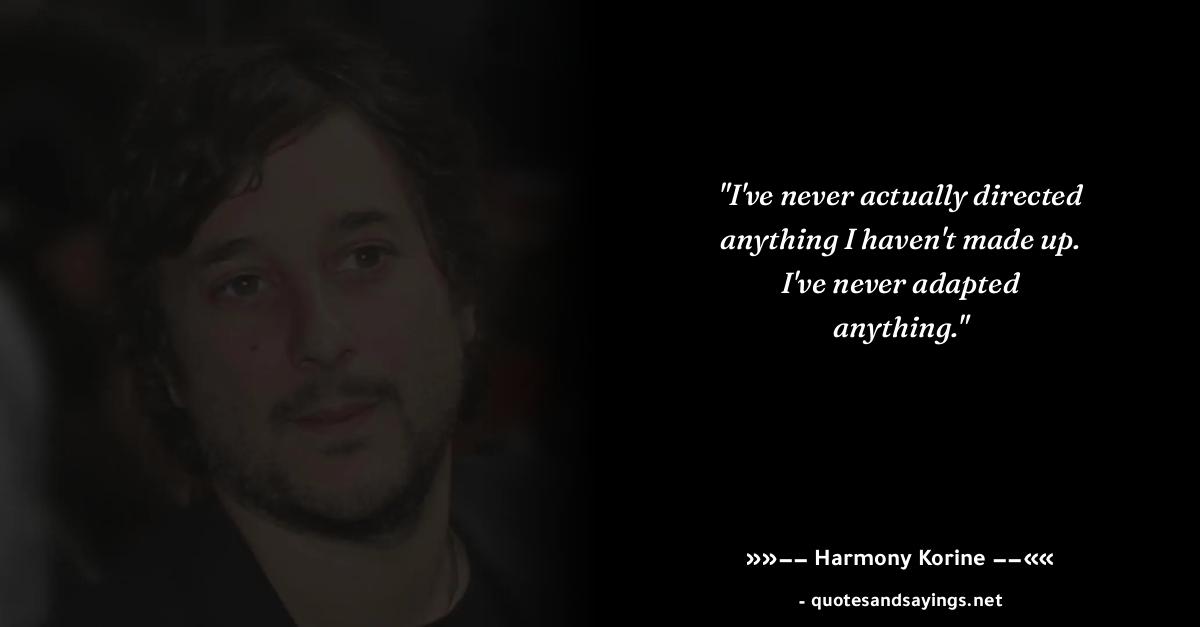 "I've never actually directed
anything I haven't made up.
I've never adapted
anything."
»»–– Harmony Korine ––««
- quotesandsayings.net